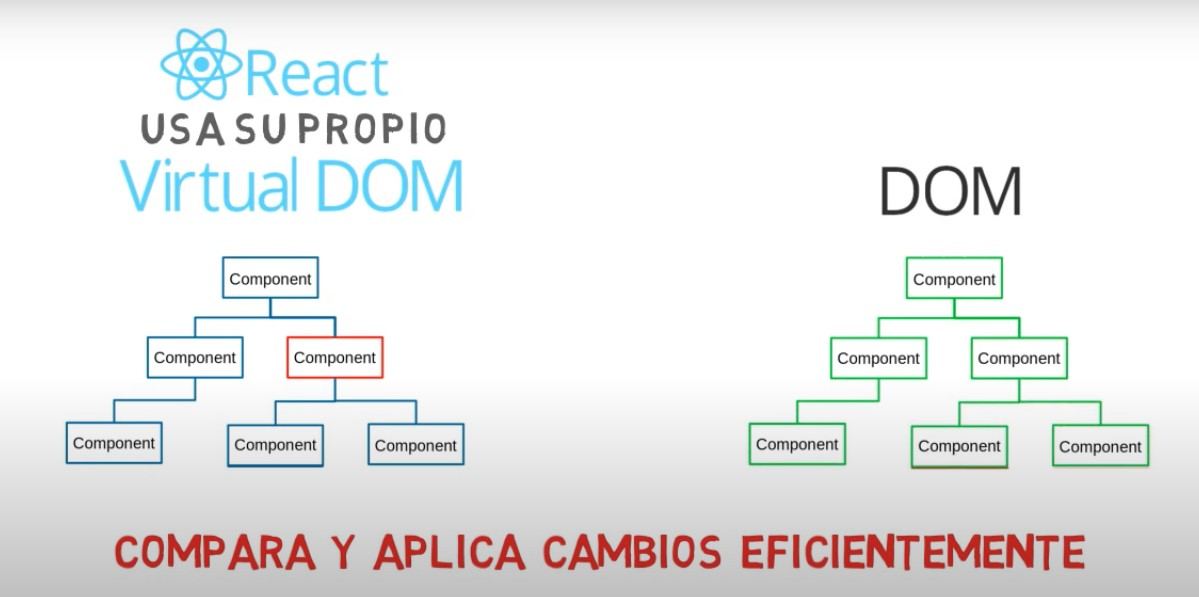 React
USA SU PROPIO
Virtual DOM
DOM
Component
Component
Component
Component
Component
Component
Component
Component
Component
Component
Component
Component
COMPARA Y APLICA CAMBIOS EFICIENTEMENTE